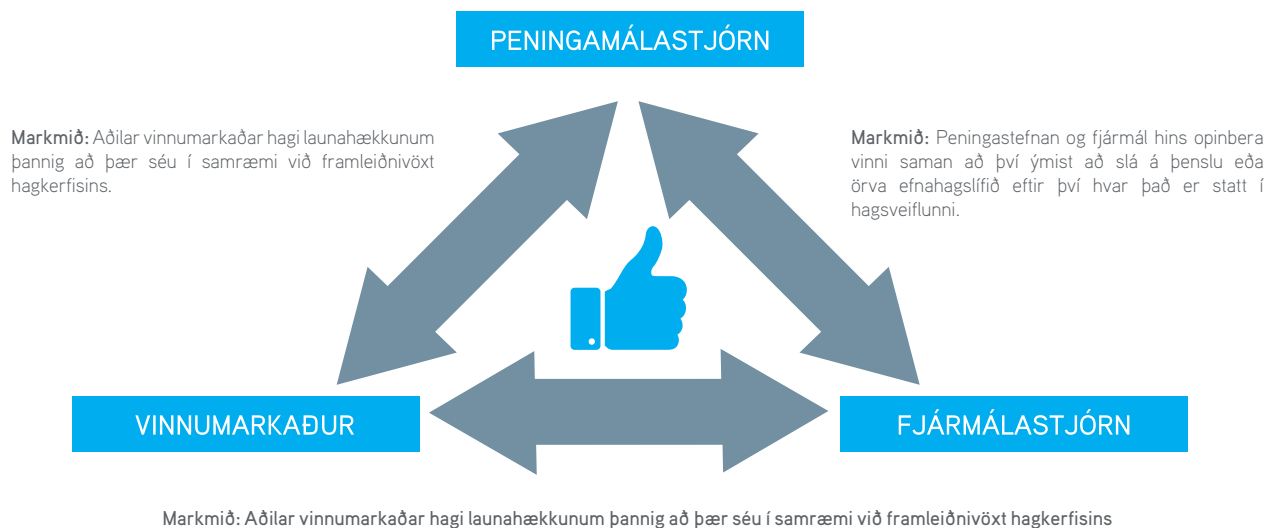 PENINGAMÁLASTJÓRN
Markmið: Aðilar vinnumarkaðar hagi launahækkunum
þannig að þær séu í samræmi við framleiðnivöxt
hagkerfisins.
Markmið: Peningastefnan og fjármál hins opinbera
vinni saman að því ýmist að slá á þenslu eða
örva efnahagslífið eftir því hvar það er statt í
hagsveiflunni.
VINNUMARKAÐUR
FJÁRMÁLASTJÓRN
Markmið: Aðilar vinnumarkaðar hagi launahækkunum þannig að þær séu í samræmi við framleiðnivöxt hagkerfisins